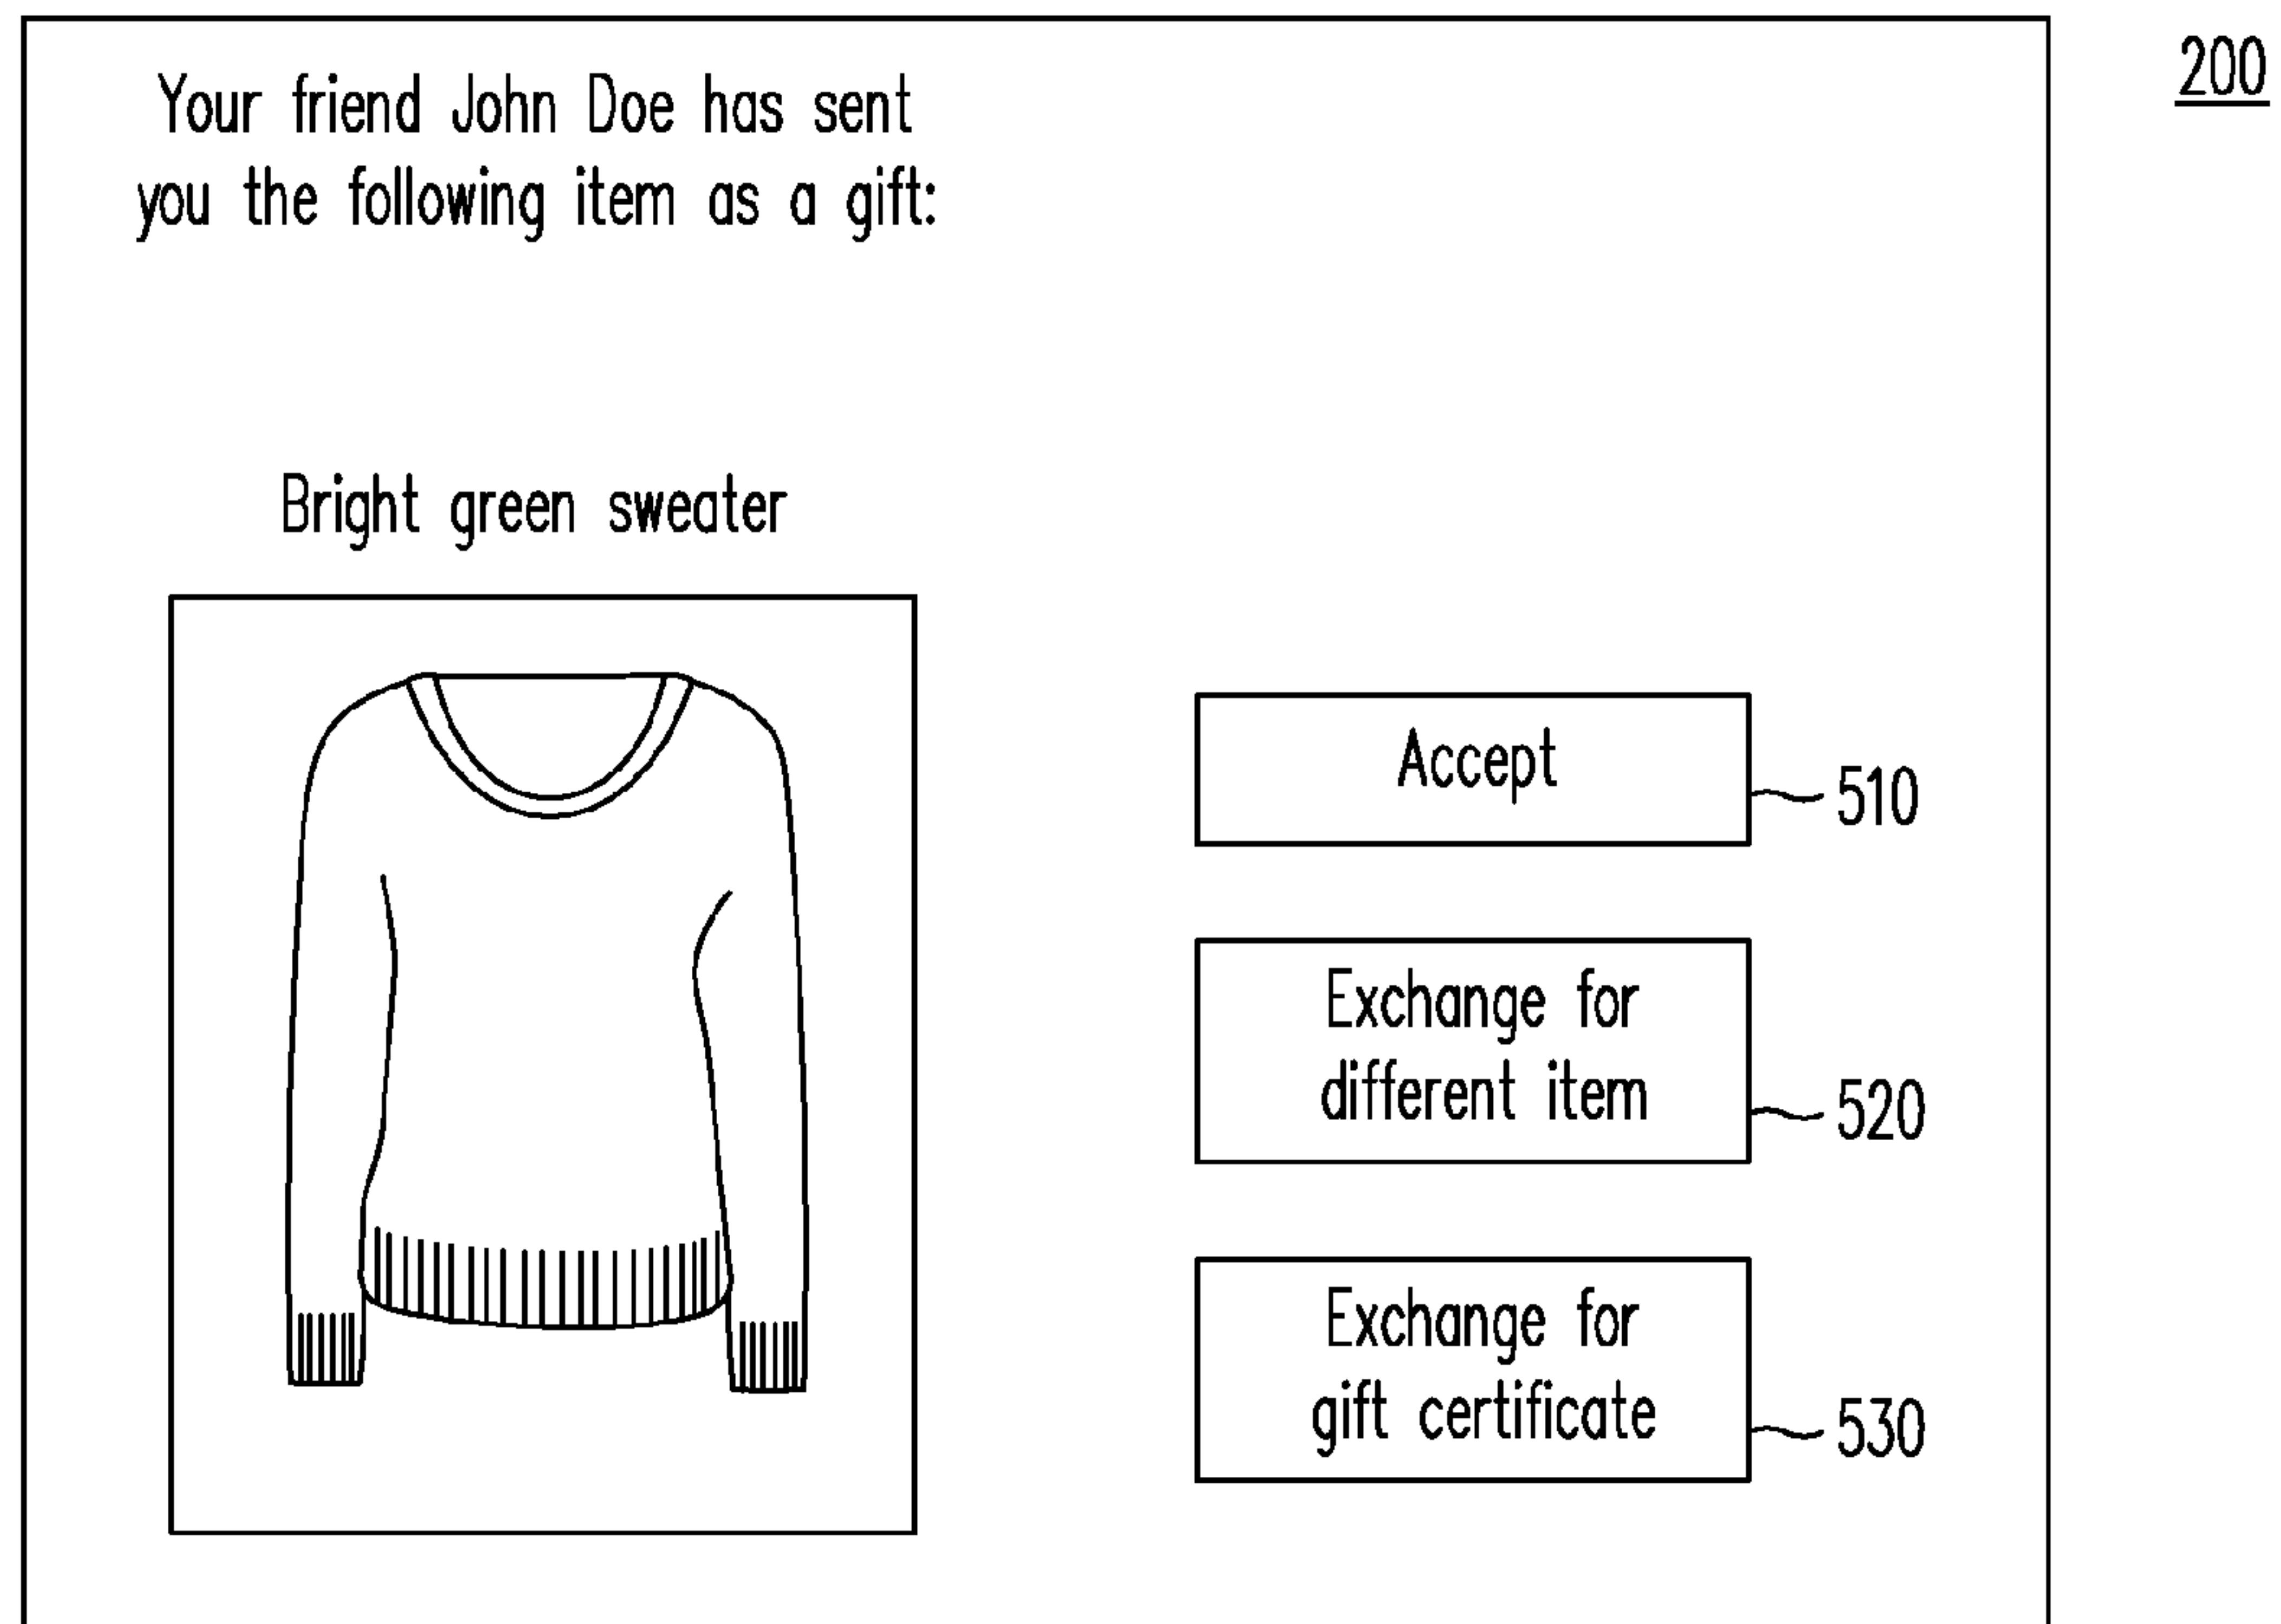 200
Your friend John Doe has sent
you the following item as a gift:
Bright green sweater
Accept
510
Exchange for
different item
520
Exchange for
gift certificate
530